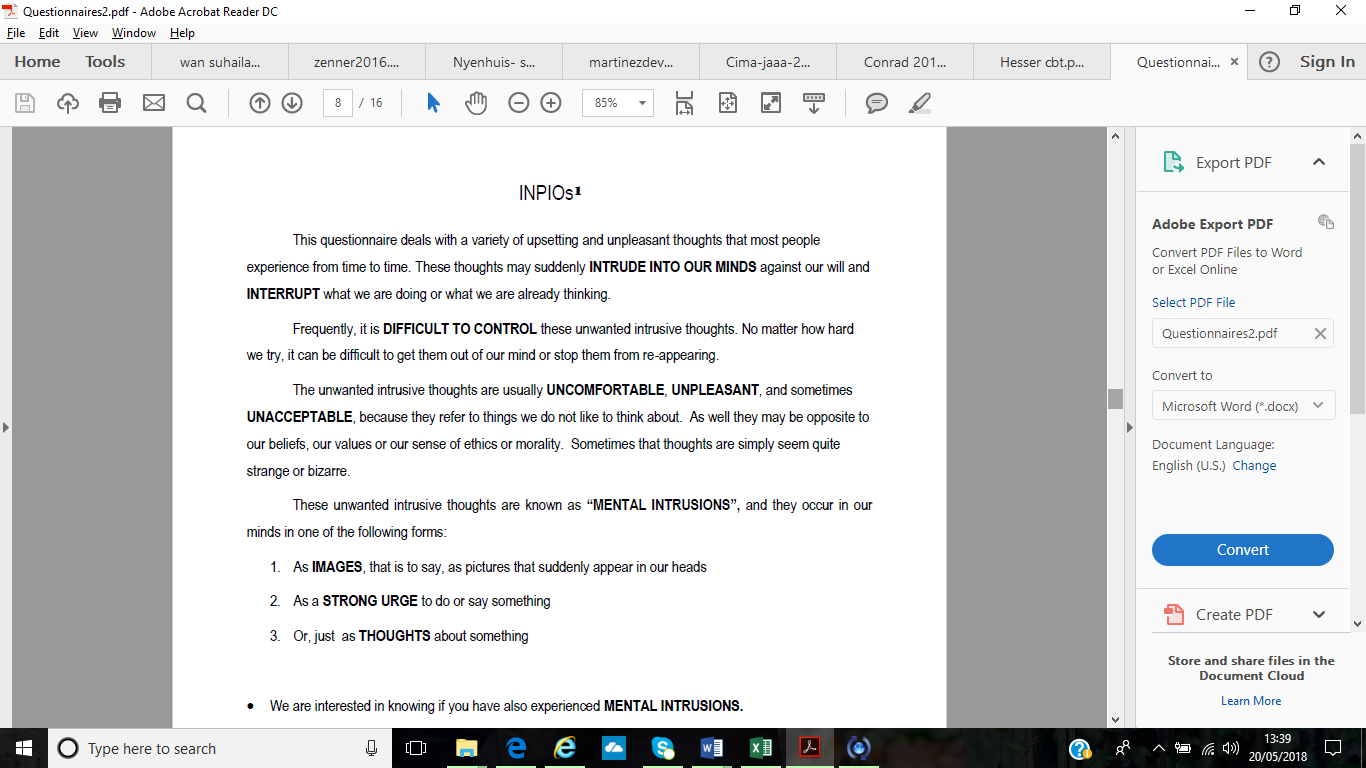 Questionnaires2.pdf - Adobe Acrobat Reader DC
File Edit View Window Help
Home Tools wan suhaila... zenner2016.... Nyenhuis- s... martinezdev... Cima-jaaa-2... Conrad 201... Hesser cbt.p... Questionnai... Sign In
8 / 16 85%
INPIOs¹
This questionnaire deals with a variety of upsetting and unpleasant thoughts that most people
experience from time to time. These thoughts may suddenly INTRUDE INTO OUR MINDS against our will and
INTERRUPT what we are doing or what we are already thinking.
Frequently, it is DIFFICULT TO CONTROL these unwanted intrusive thoughts. No matter how hard
we try, it can be difficult to get them out of our mind or stop them from re-appearing.
The unwanted intrusive thoughts are usually UNCOMFORTABLE, UNPLEASANT, and sometimes
UNACCEPTABLE, because they refer to things we do not like to think about. As well they may be opposite to
our beliefs, our values or our sense of ethics or morality. Sometimes that thoughts are simply seem quite
strange or bizarre.
These unwanted intrusive thoughts are known as “MENTAL INTRUSIONS”, and they occur in our
minds in one of the following forms:
1. As IMAGES, that is to say, as pictures that suddenly appear in our heads
2. As a STRONG URGE to do or say something
3. Or, just as THOUGHTS about something
• We are interested in knowing if you have also experienced MENTAL INTRUSIONS.
Export PDF
Adobe Export PDF
Convert PDF Files to Word
or Excel Online
Select PDF File
Questionnaires2.pdf
Convert to
Microsoft Word (*.docx)
Document Language:
English (U.S.) Change
Convert
Create PDF
Store and share files in the
Document Cloud
Learn More
Type here to search
13:39
20/05/2018